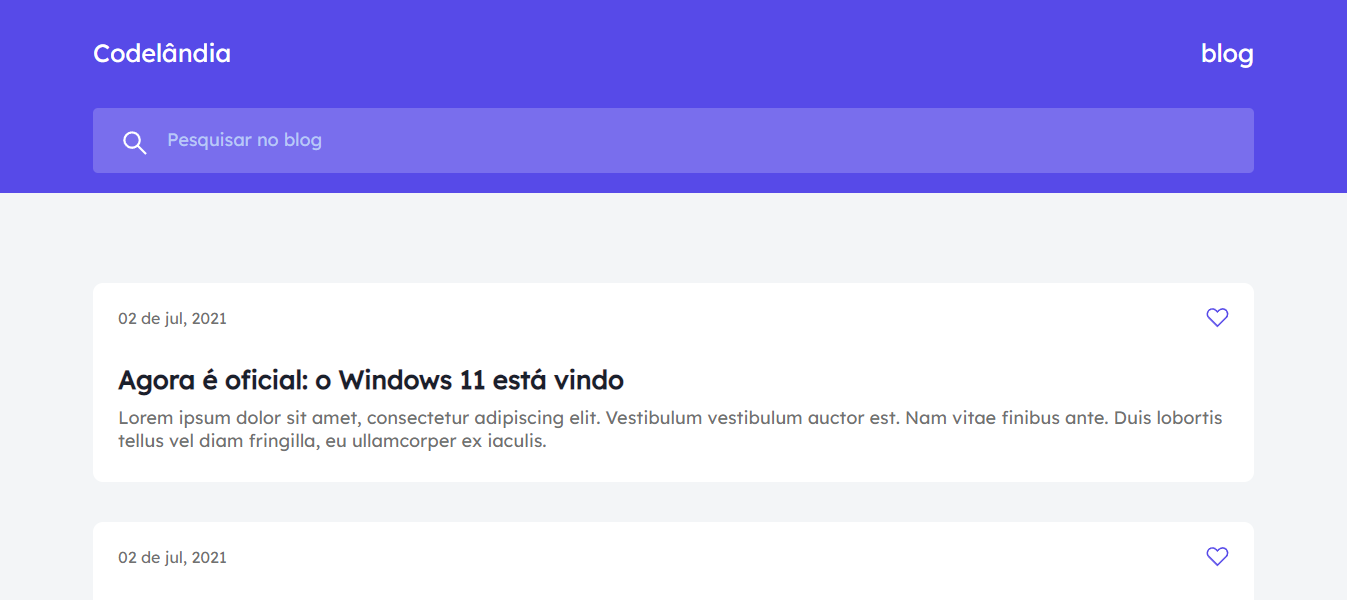 Codelândia
blog
Pesquisar no blog
02 de jul, 2021
Agora é oficial: o Windows 11 está vindo
Lorem ipsum dolor sit amet, consectetur adipiscing elit. Vestibulum vestibulum auctor est. Nam vitae finibus ante. Duis lobortis
tellus vel diam fringilla, eu ullamcorper ex iaculis.
02 de jul, 2021